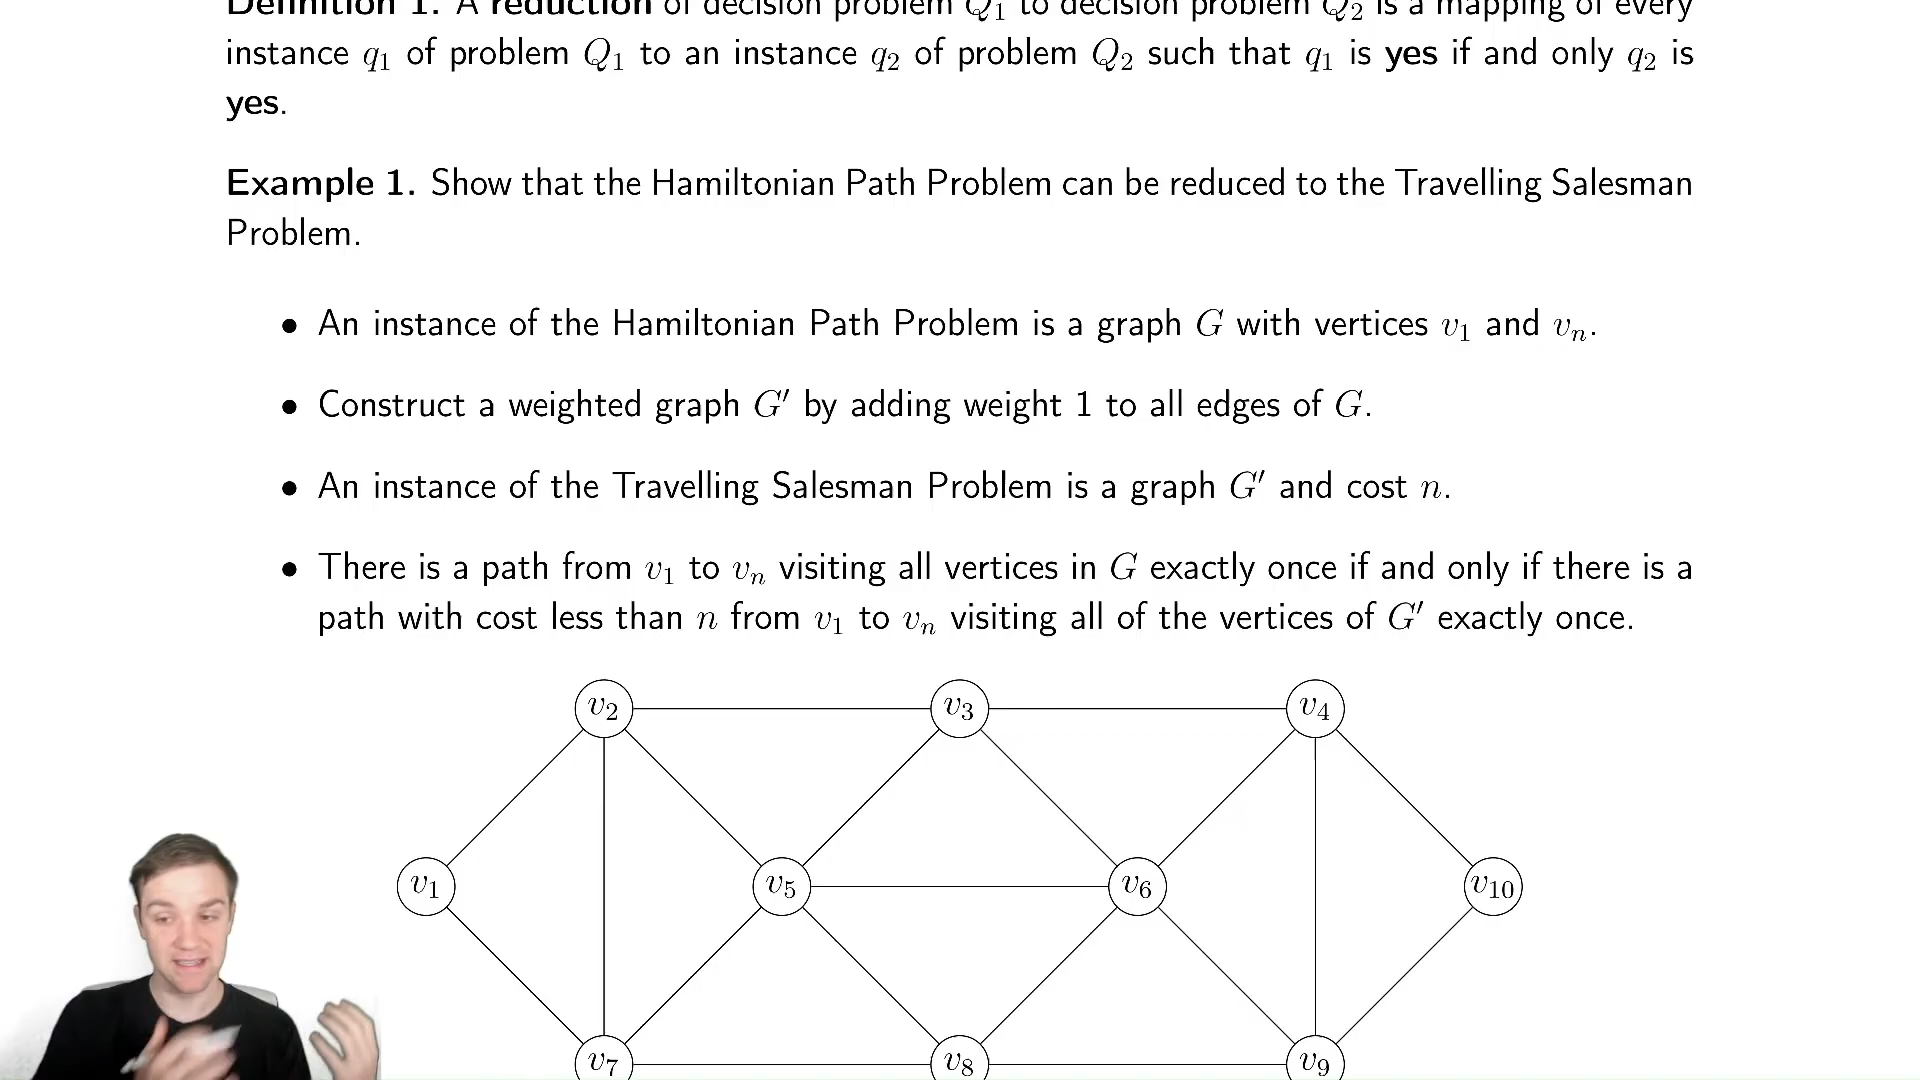 Definition 1. A reduction of decision problem Q₁ to decision problem Q₂ is a mapping of every
instance q₁ of problem Q₁ to an instance q₂ of problem Q₂ such that q₁ is yes if and only q₂ is
yes.
Example 1. Show that the Hamiltonian Path Problem can be reduced to the Travelling Salesman
Problem.
• An instance of the Hamiltonian Path Problem is a graph G with vertices v₁ and vₙ.
• Construct a weighted graph G′ by adding weight 1 to all edges of G.
• An instance of the Travelling Salesman Problem is a graph G′ and cost n.
• There is a path from v₁ to vₙ visiting all vertices in G exactly once if and only if there is a
path with cost less than n from v₁ to vₙ visiting all of the vertices of G′ exactly once.
v₂ v₃ v₄
v₁ v₅ v₆ v₁₀
v₇ v₈ v₉